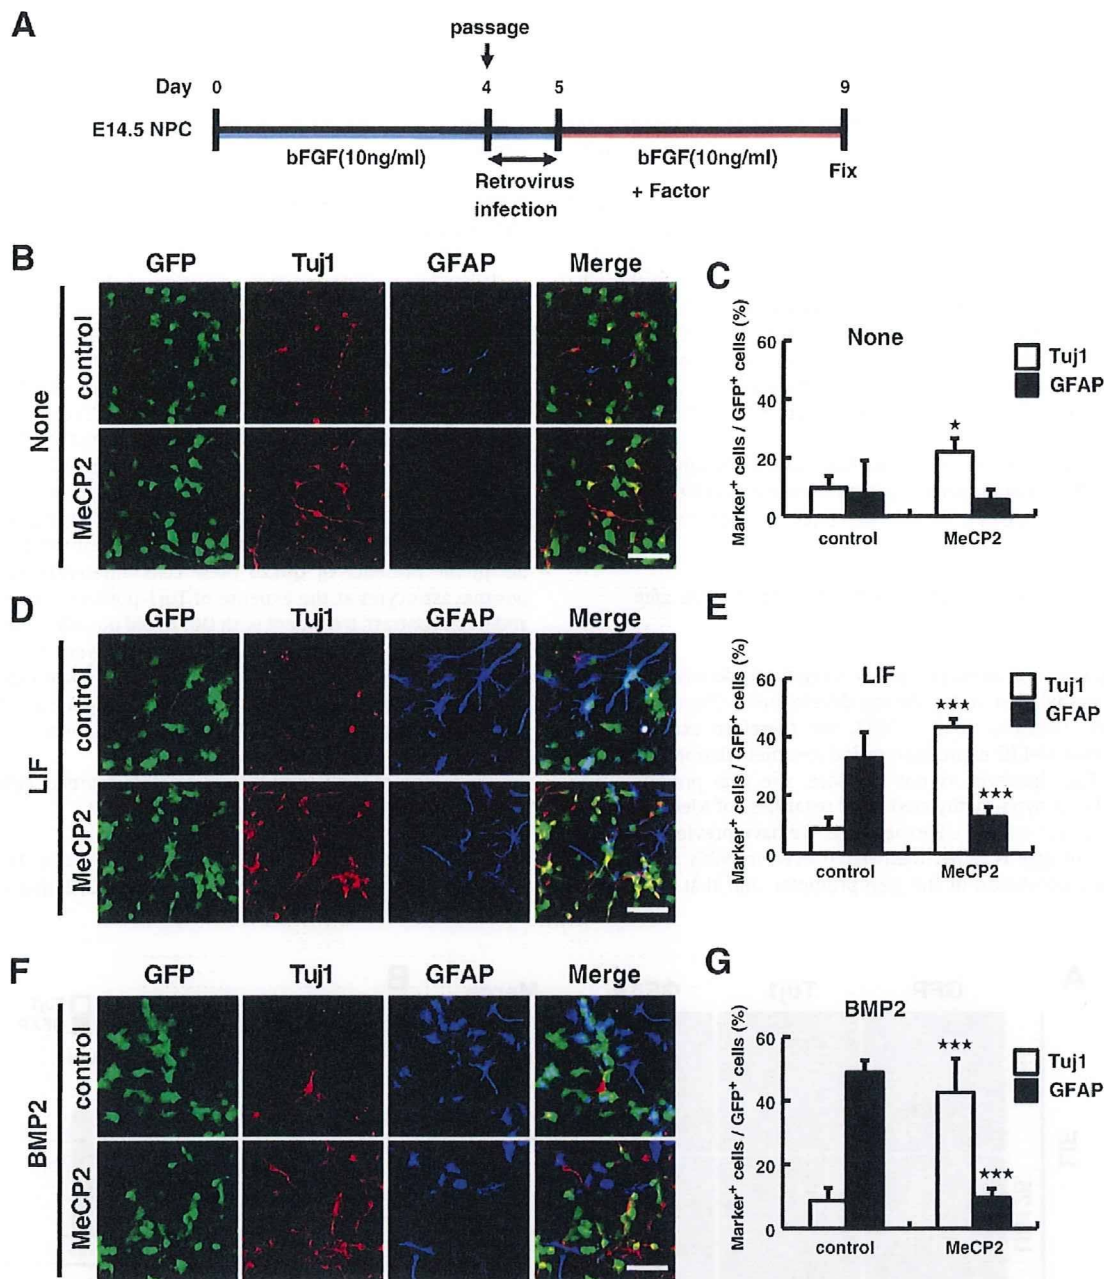 A
passage
Day 0 4 5 9
E14.5 NPC
bFGF(10ng/ml) bFGF(10ng/ml)
Retrovirus infection
+ Factor
Fix
B
GFP Tuj1 GFAP Merge
None
control
MeCP2
C
None
Marker+ cells / GFP+ cells (%)
60
40
20
0
★
Tuj1
GFAP
control MeCP2
D
GFP Tuj1 GFAP Merge
LIF
control
MeCP2
E
LIF
Marker+ cells / GFP+ cells (%)
60
40
20
0
★★★
★★★
Tuj1
GFAP
control MeCP2
F
GFP Tuj1 GFAP Merge
BMP2
control
MeCP2
G
BMP2
Marker+ cells / GFP+ cells (%)
60
40
20
0
★★★
★★★
Tuj1
GFAP
control MeCP2